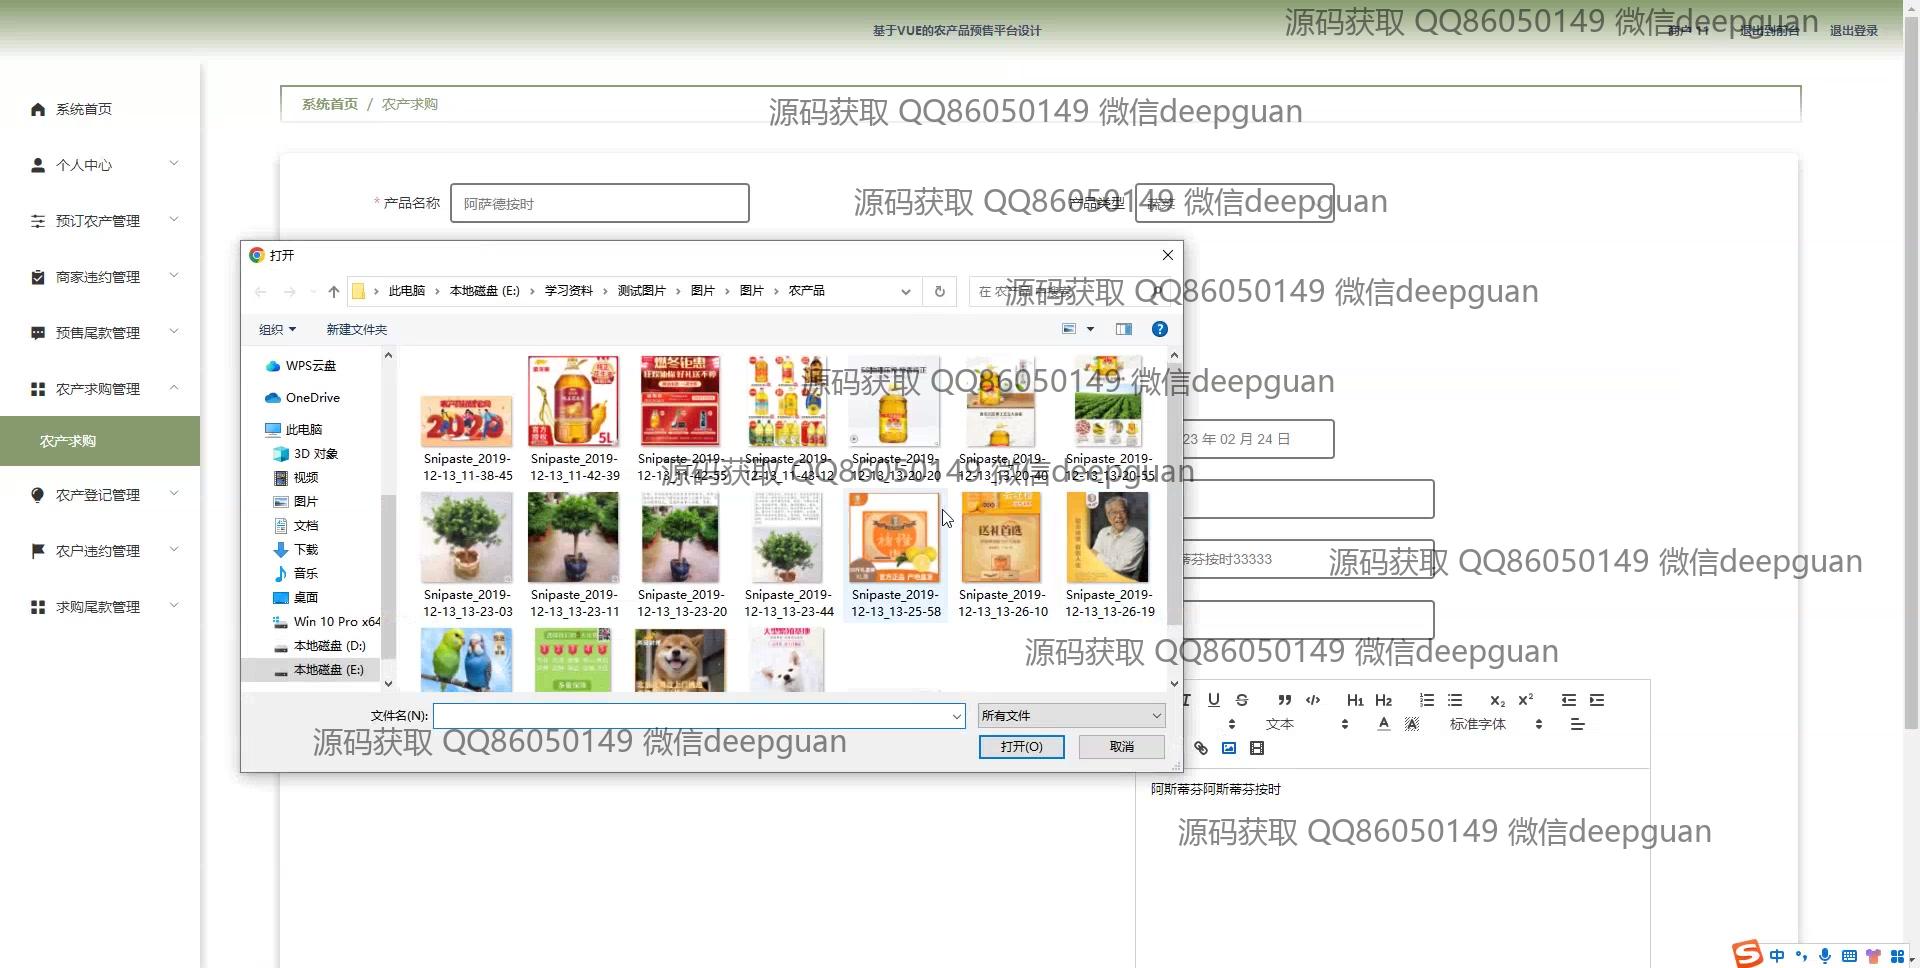 基于VUE的农产品预售平台设计
源码获取 QQ86050149 微信deepguan
商户 11
退出到前台
退出登录
系统首页
个人中心
预订农产管理
商家违约管理
预售尾款管理
农产求购管理
农产求购
农产登记管理
农户违约管理
求购尾款管理
系统首页 / 农产求购
源码获取 QQ86050149 微信deepguan
* 产品名称 阿萨德按时
产品类型 蔬菜
源码获取 QQ86050149 微信deepguan
打开
此电脑 › 本地磁盘 (E:) › 学习资料 › 测试图片 › 图片 › 图片 › 农产品
源码获取 QQ86050149 微信deepguan
组织 新建文件夹
WPS云盘
OneDrive
此电脑
3D 对象
视频
图片
文档
下载
音乐
桌面
Win 10 Pro x64
本地磁盘 (D:)
本地磁盘 (E:)
源码获取 QQ86050149 微信deepguan
2020
5L
Snipaste_2019-12-13_11-38-45
Snipaste_2019-12-13_11-42-39
Snipaste_2019-12-13_11-42-55
Snipaste_2019-12-13_11-43-12
Snipaste_2019-12-13_13-20-20
Snipaste_2019-12-13_13-20-40
Snipaste_2019-12-13_13-20-55
源码获取 QQ86050149 微信deepguan
送礼首选
Snipaste_2019-12-13_13-23-03
Snipaste_2019-12-13_13-23-11
Snipaste_2019-12-13_13-23-20
Snipaste_2019-12-13_13-23-44
Snipaste_2019-12-13_13-25-58
Snipaste_2019-12-13_13-26-10
Snipaste_2019-12-13_13-26-19
文件名(N):
所有文件
打开(O)
取消
源码获取 QQ86050149 微信deepguan
23 年 02 月 24 日
蒂芬按时33333
源码获取 QQ86050149 微信deepguan
源码获取 QQ86050149 微信deepguan
H1 H2
文本
标准字体
阿斯蒂芬阿斯蒂芬按时
源码获取 QQ86050149 微信deepguan
中